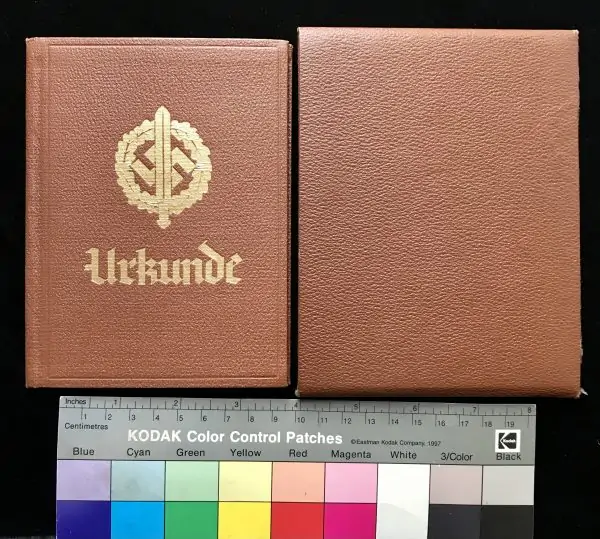 Urkunde
Inches 1 2 3 4 5 6 7 8
1 2 3 4 5 6 7 8 9 10 11 12 13 14 15 16 17 18 19
Centimetres
KODAK Color Control Patches ©Eastman Kodak Company, 1997
Kodak
Blue Cyan Green Yellow Red Magenta White 3/Color Black